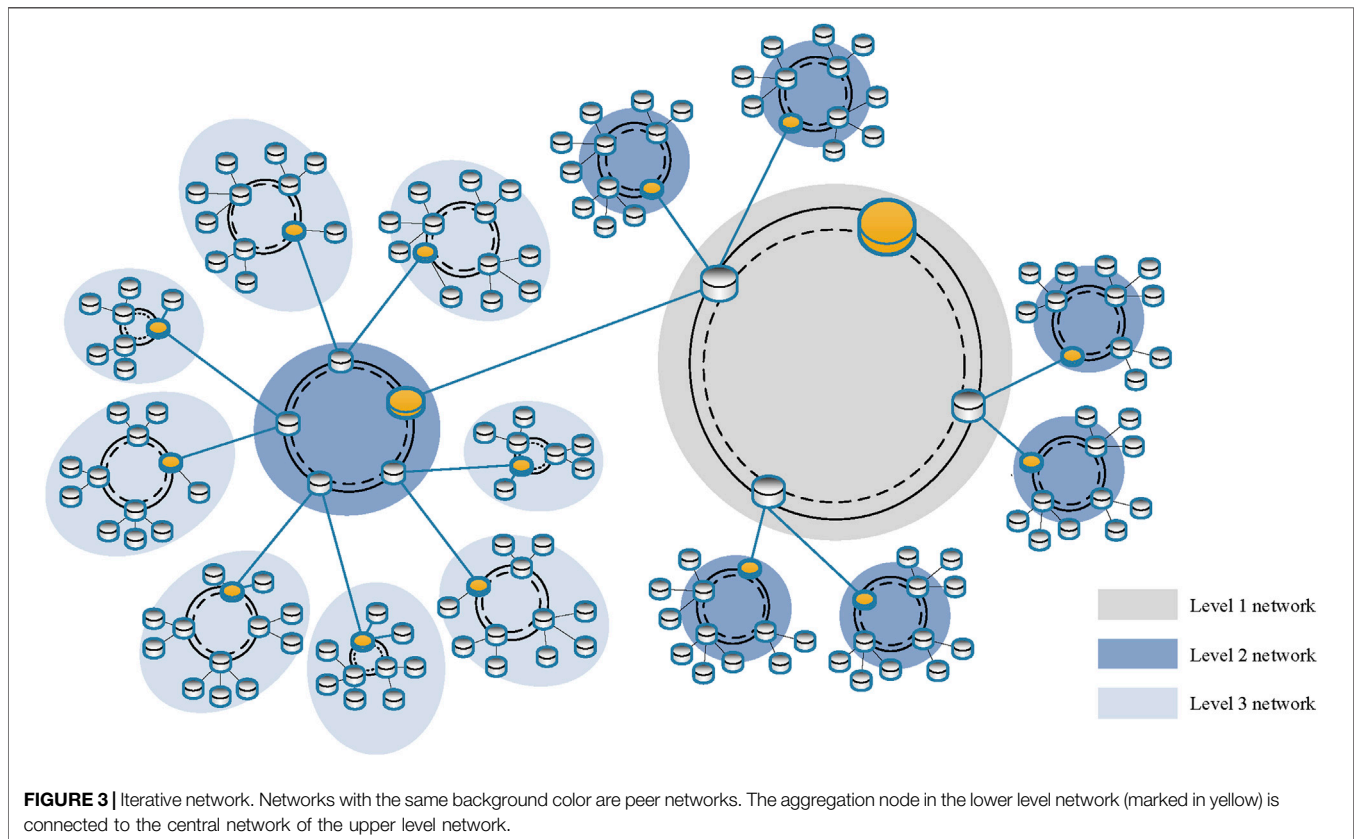 Level 1 network
Level 2 network
Level 3 network
FIGURE 3 | Iterative network. Networks with the same background color are peer networks. The aggregation node in the lower level network (marked in yellow) is
connected to the central network of the upper level network.